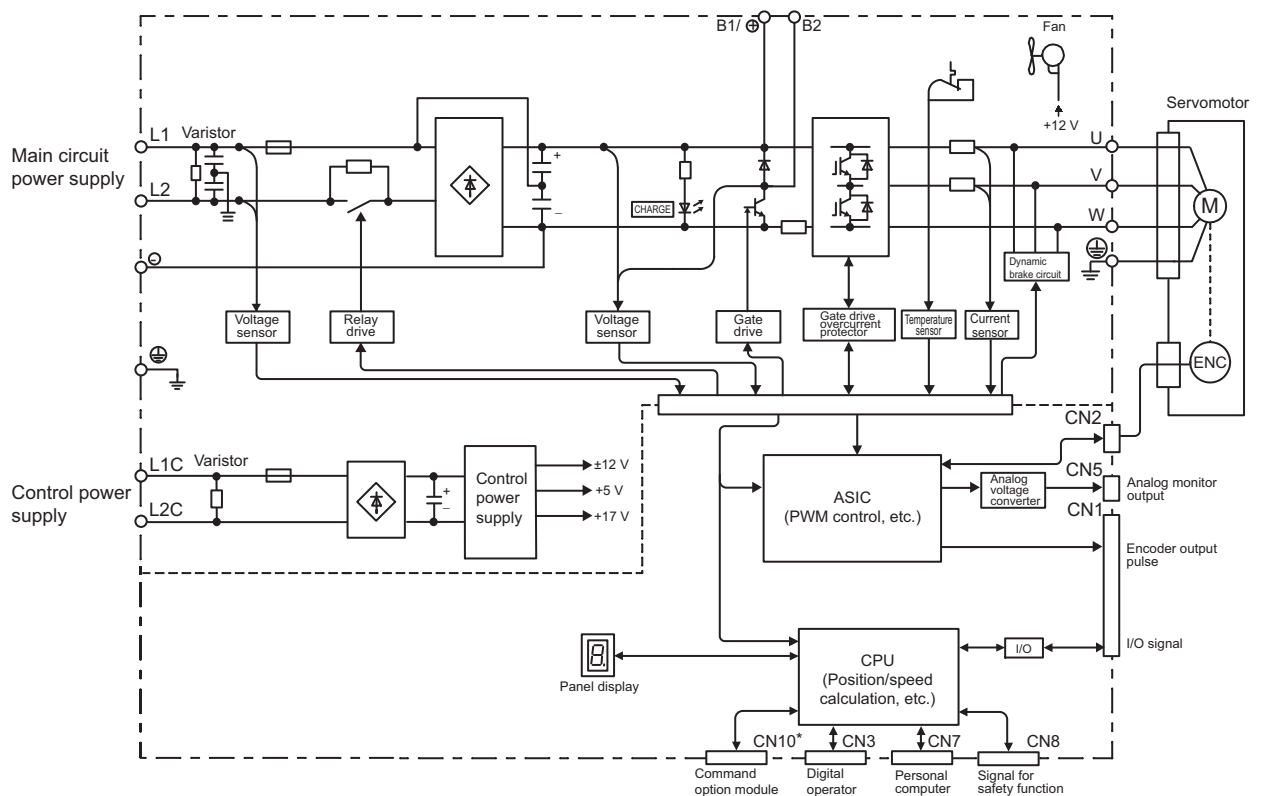 B1/ ⊕
B2
Fan
+12 V
Servomotor
Main circuit
power supply
L1
Varistor
L2
+
–
CHARGE
U
V
W
M
⊖
Dynamic
brake circuit
Voltage
sensor
Relay
drive
Voltage
sensor
Gate
drive
Gate drive
overcurrent
protector
Temperature
sensor
Current
sensor
ENC
CN2
Control power
supply
L1C
Varistor
L2C
+
–
Control
power
supply
±12 V
+5 V
+17 V
ASIC
(PWM control, etc.)
Analog
voltage
converter
CN5
Analog monitor
output
CN1
Encoder output
pulse
I/O
I/O signal
8.
Panel display
CPU
(Position/speed
calculation, etc.)
CN10*
CN3
CN7
CN8
Command
option module
Digital
operator
Personal
computer
Signal for
safety function